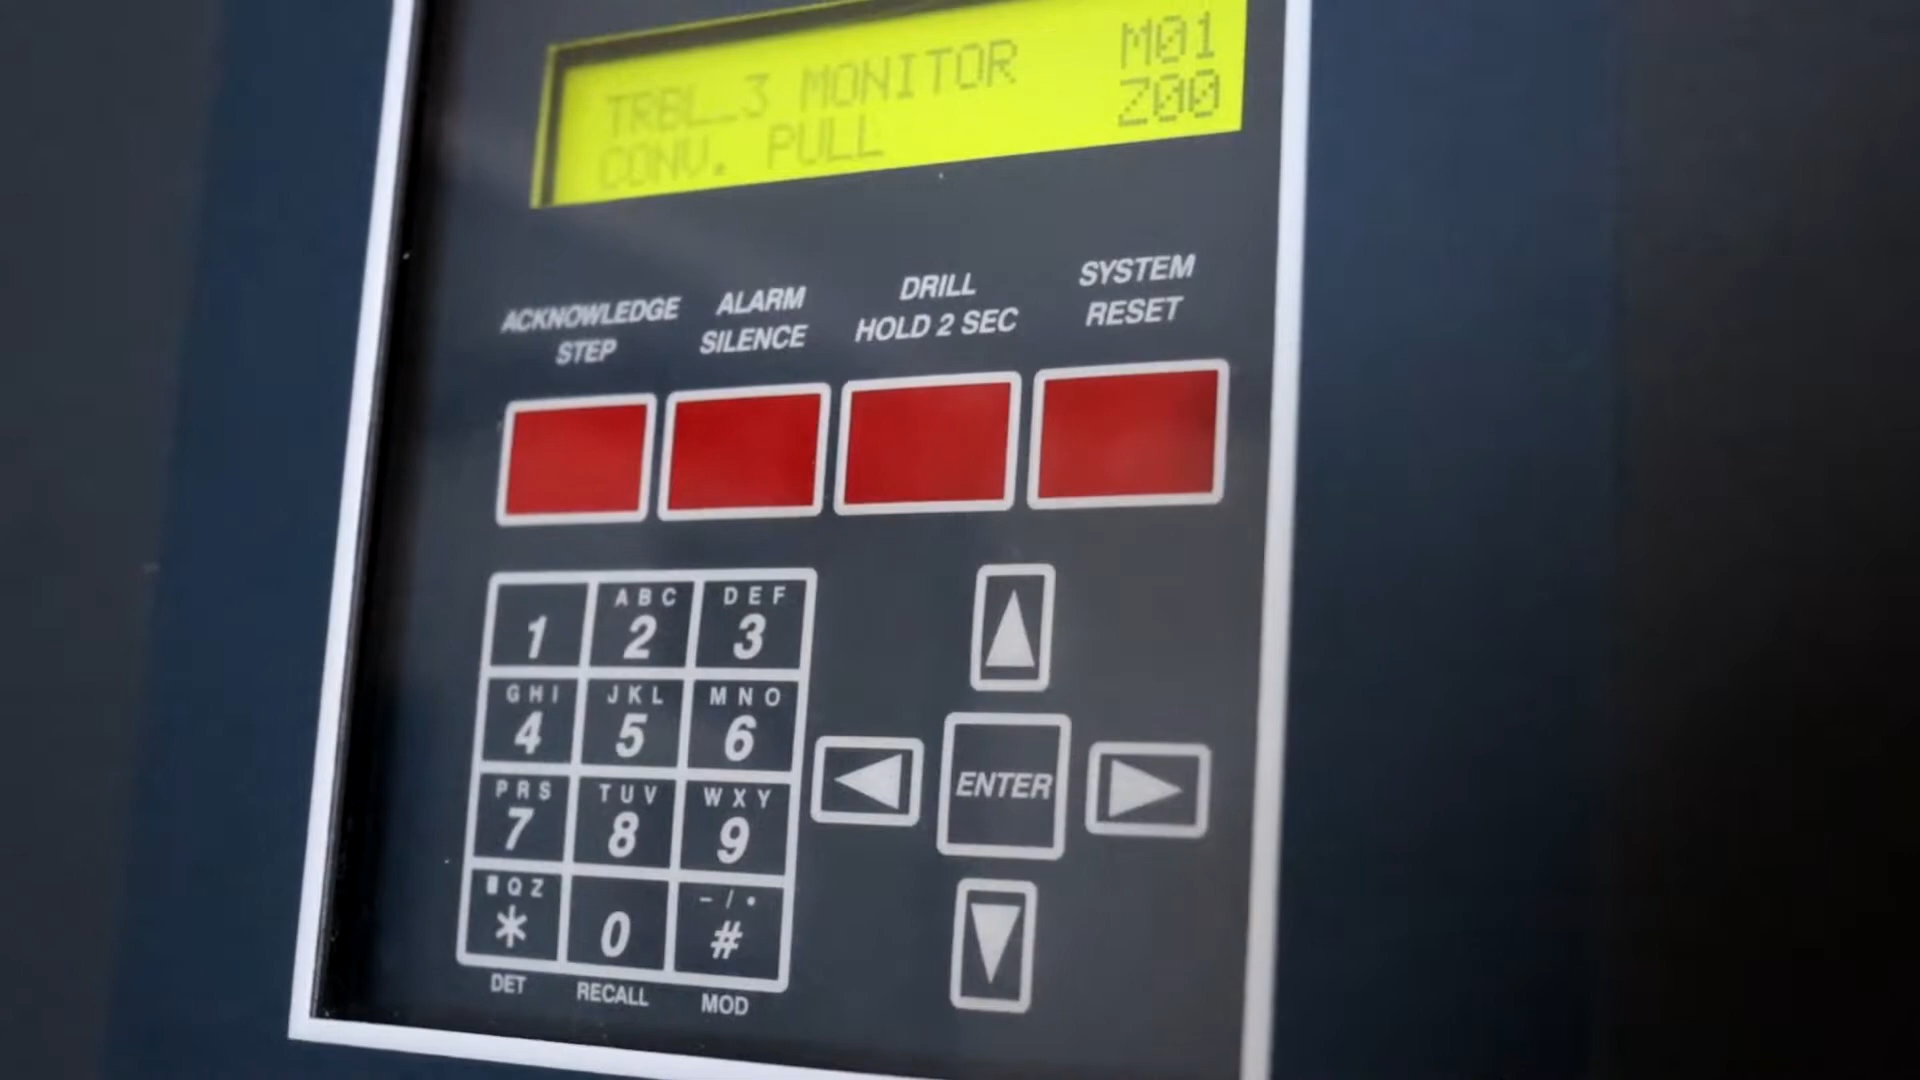 TRBL_3 MONITOR M01
CONV. PULL Z00
ACKNOWLEDGE
STEP
ALARM
SILENCE
DRILL
HOLD 2 SEC
SYSTEM
RESET
1
ABC
2
DEF
3
GHI
4
JKL
5
MNO
6
PRS
7
TUV
8
WXY
9
QZ
*
0
- / .
#
DET
RECALL
MOD
ENTER